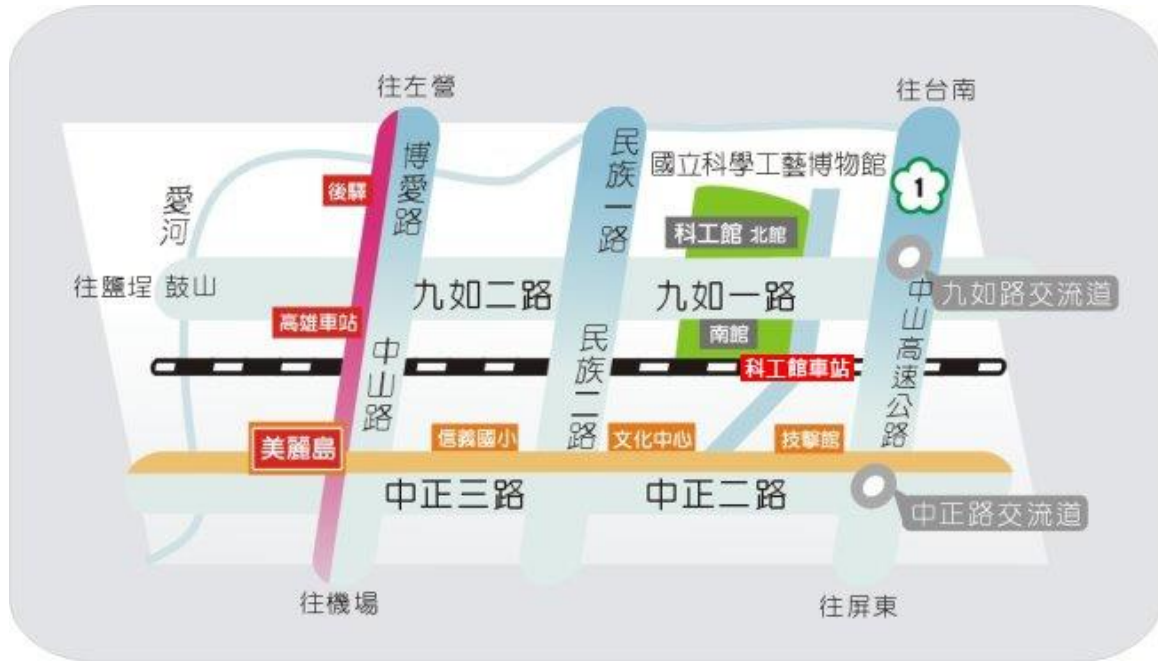 往左營
往台南
博愛路
民族一路
國立科學工藝博物館
1
後驛
愛河
科工館 北館
往鹽埕 鼓山
九如二路
九如一路
九如路交流道
高雄車站
南館
中山路
民族二路
中山高速公路
科工館車站
美麗島
信義國小
文化中心
技擊館
中正三路
中正二路
中正路交流道
往機場
往屏東